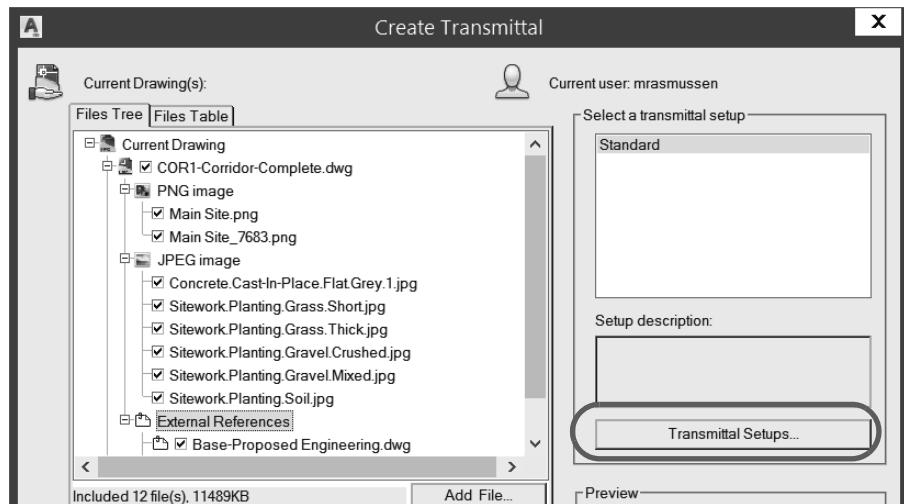 Create Transmittal
X
Current Drawing(s):
Current user: mrasmussen
Files Tree
Files Table
Current Drawing
COR1-Corridor-Complete.dwg
PNG image
Main Site.png
Main Site_7683.png
JPEG image
Concrete.Cast-In-Place.Flat.Grey.1.jpg
Sitework.Planting.Grass.Short.jpg
Sitework.Planting.Grass.Thick.jpg
Sitework.Planting.Gravel.Crushed.jpg
Sitework.Planting.Gravel.Mixed.jpg
Sitework.Planting.Soil.jpg
External References
Base-Proposed Engineering.dwg
Included 12 file(s), 11489KB
Add File...
Select a transmittal setup
Standard
Setup description:
Transmittal Setups...
Preview